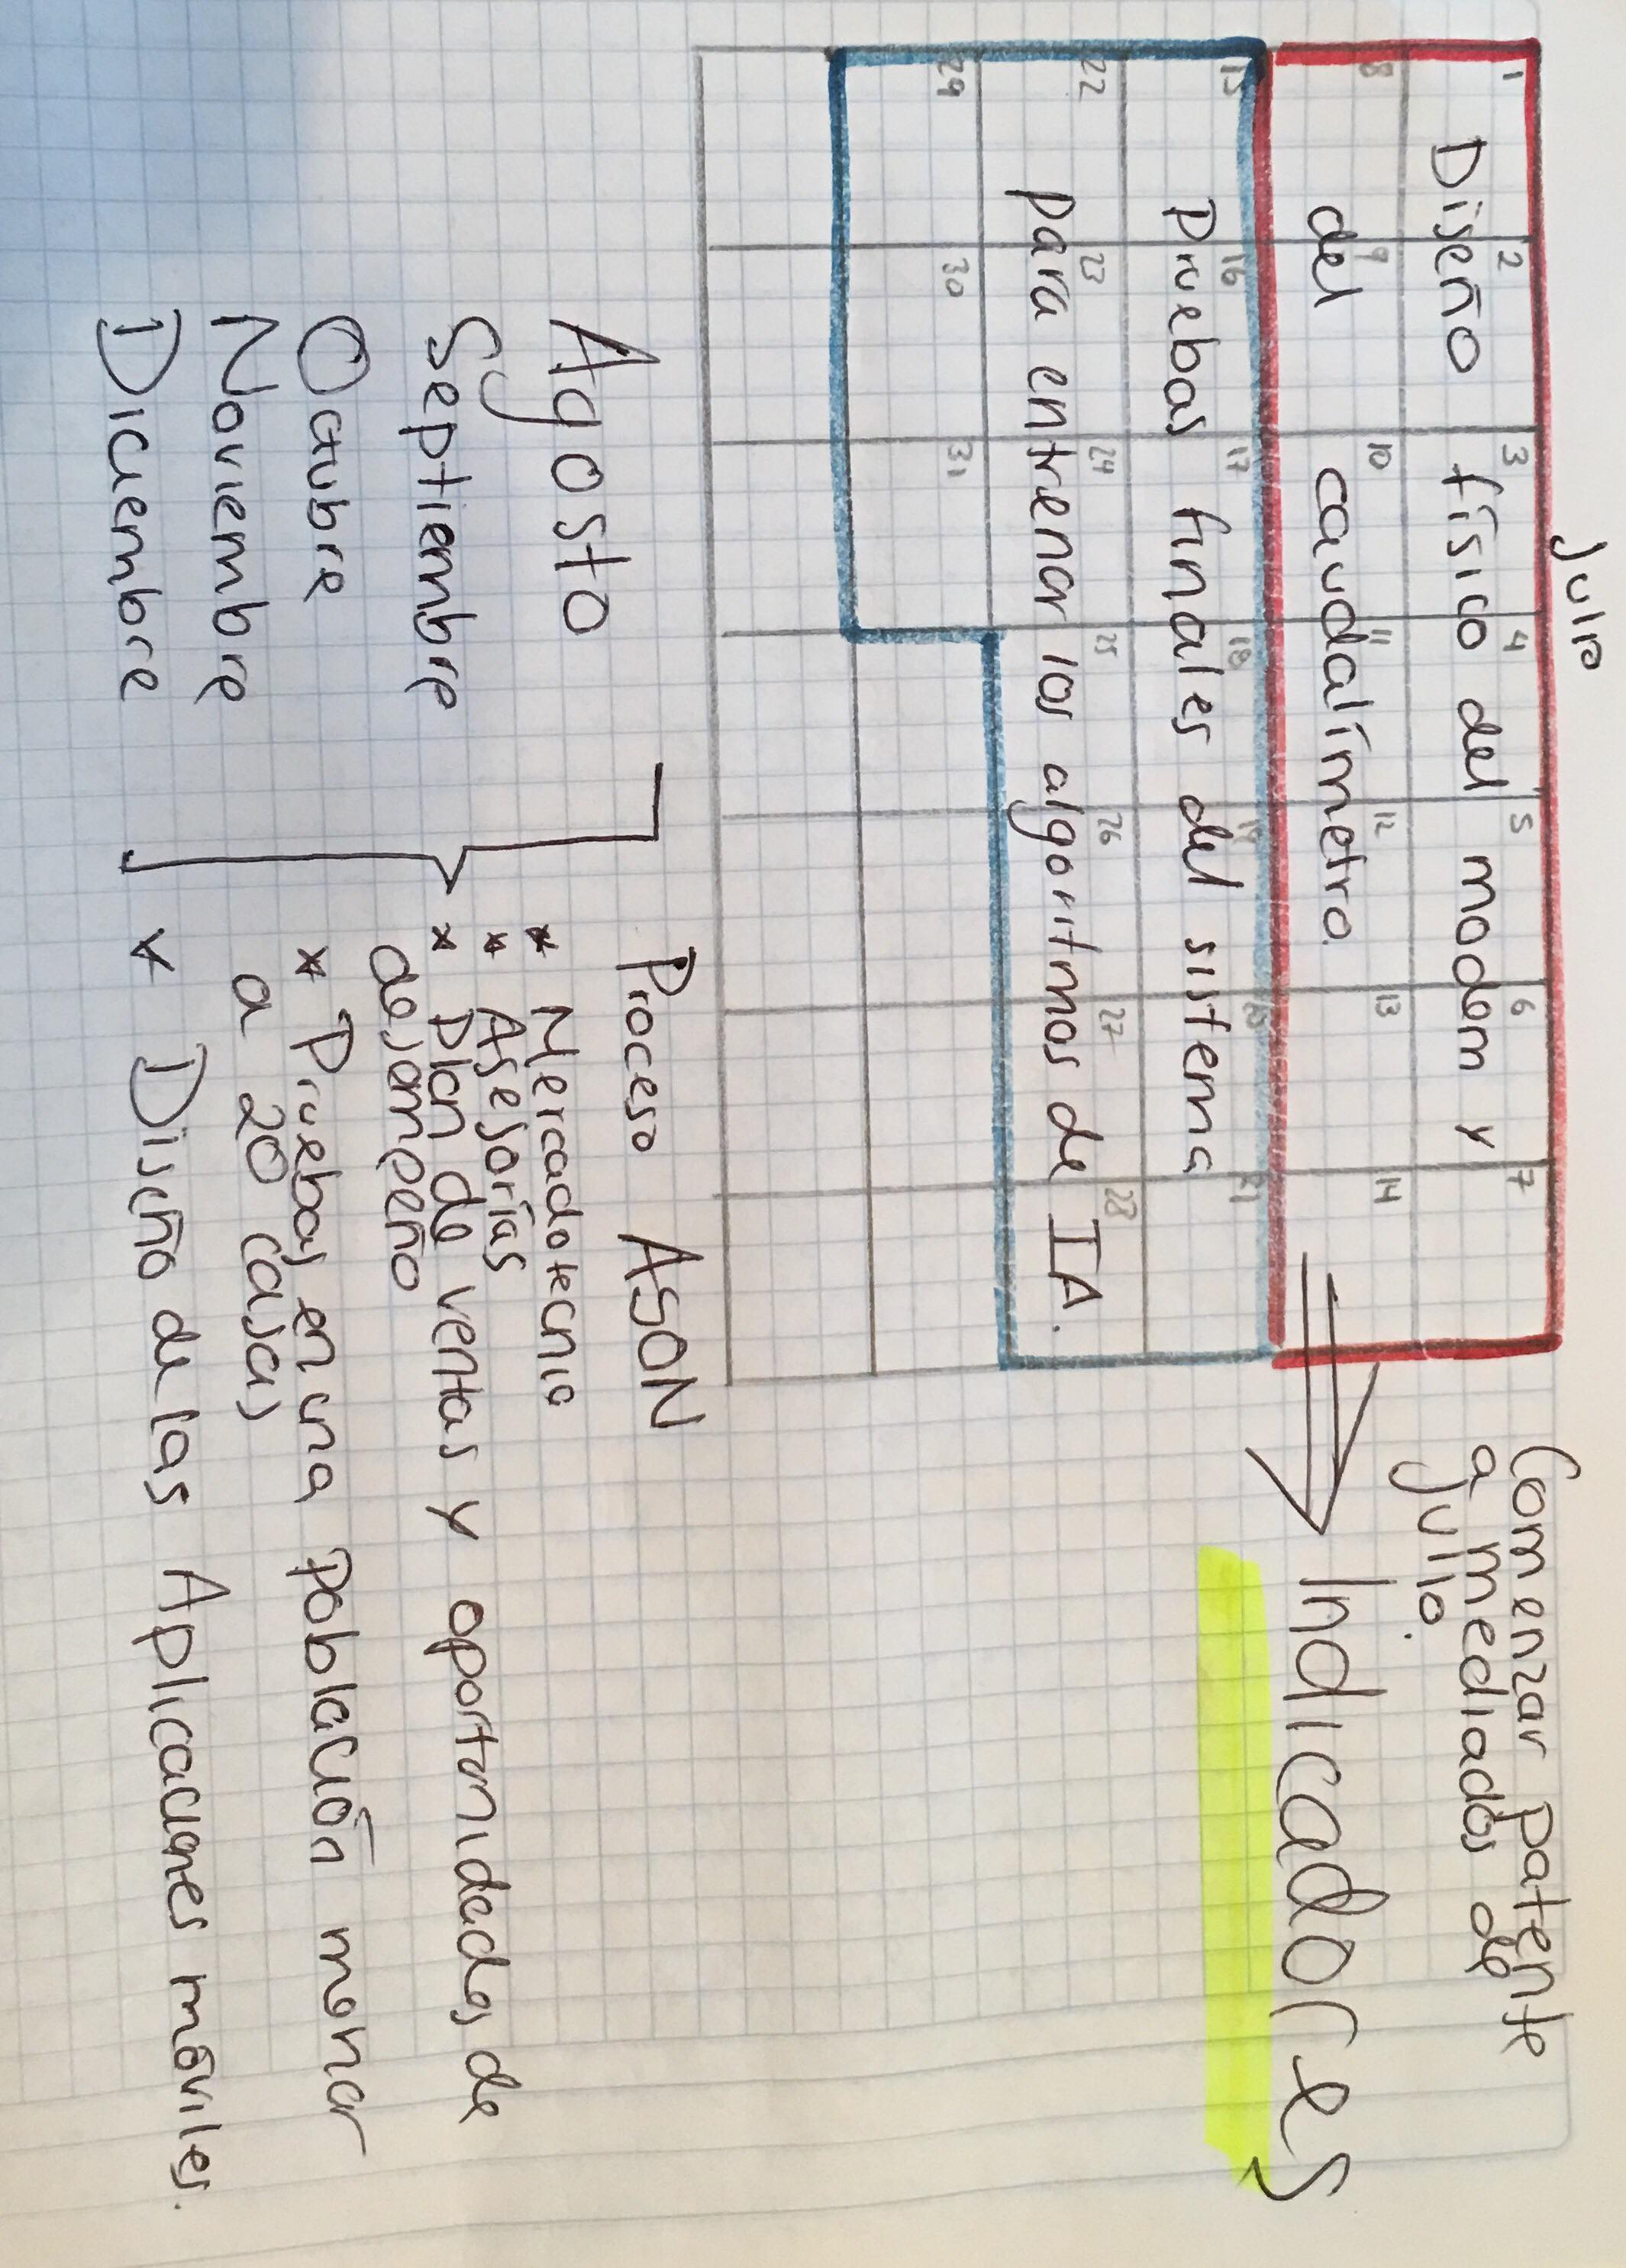 Julio
1 2 3 4 5 6 7
Diseño físico del modem y
8 9 10 11 12 13 14
del caudalímetro.
15 16 17 18 19 20 21
Pruebas finales del sistema
22 23 24 25 26 27 28
para entrenar los algoritmos de IA.
29 30 31
Comenzar patente
a mediados de
julio.
Indicadores
Agosto
Septiembre
Octubre
Noviembre
Diciembre
Proceso ASON
* Mercadotecnia
* Asesorías
* Plan de ventas y oportunidades de
desempeño
* Pruebas en una población menor
a 20 casas
* Diseño de las Aplicaciones móviles.